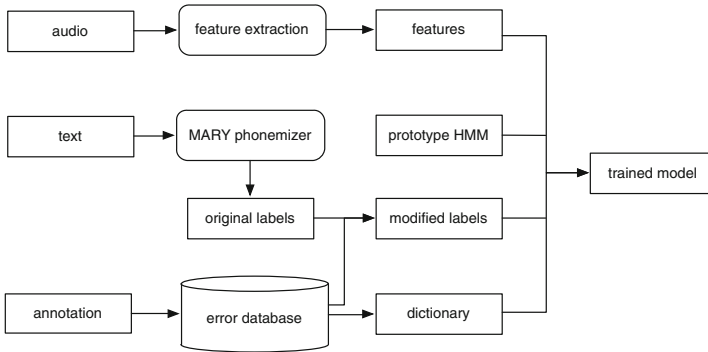 audio
feature extraction
features
text
MARY phonemizer
prototype HMM
trained model
original labels
modified labels
annotation
error database
dictionary